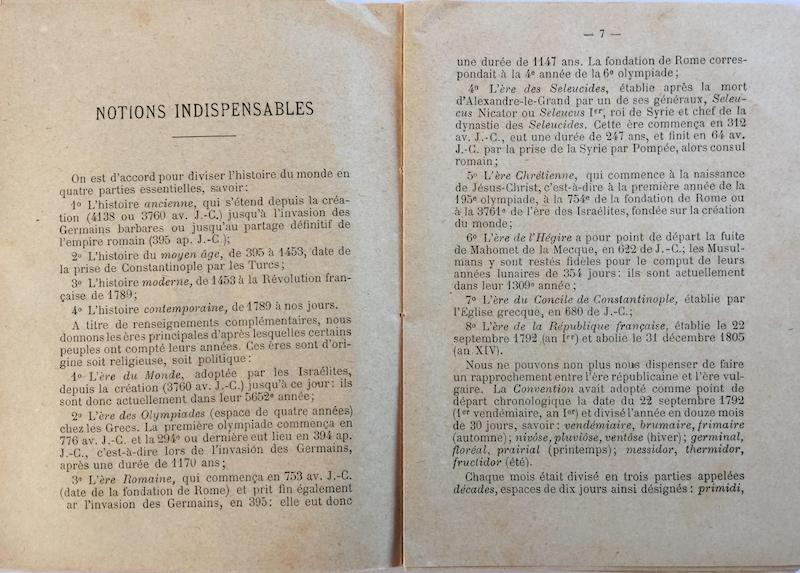 NOTIONS INDISPENSABLES
On est d'accord pour diviser l'histoire du monde en
quatre parties essentielles, savoir:
1º L'histoire ancienne, qui s'étend depuis la créa-
tion (4138 ou 3760 av. J.-C.) jusqu'à l'invasion des
Germains barbares ou jusqu'au partage définitif de
l'empire romain (395 ap. J.-C.);
2º L'histoire du moyen âge, de 395 à 1453, date de
la prise de Constantinople par les Turcs;
3º L'histoire moderne, de 1453 à la Révolution fran-
çaise de 1789;
4º L'histoire contemporaine, de 1789 à nos jours.
A titre de renseignements complémentaires, nous
donnons les ères principales d'après lesquelles certains
peuples ont compté leurs années. Ces ères sont d'ori-
gine soit religieuse, soit politique:
1º L'ère du Monde, adoptée par les Israélites,
depuis la création (3760 av. J.-C.) jusqu'à ce jour: ils
sont donc actuellement dans leur 5652e année;
2º L'ère des Olympiades (espace de quatre années)
chez les Grecs. La première olympiade commença en
776 av. J.-C. et la 294e ou dernière eut lieu en 394 ap.
J.-C., c'est-à-dire lors de l'invasion des Germains,
après une durée de 1170 ans;
3º L'ère Romaine, qui commença en 753 av. J.-C.
(date de la fondation de Rome) et prit fin également
ar l'invasion des Germains, en 395: elle eut donc
— 7 —
une durée de 1147 ans. La fondation de Rome corres-
pondait à la 4e année de la 6e olympiade;
4º L'ère des Seleucides, établie après la mort
d'Alexandre-le-Grand par un de ses généraux, Seleu-
cus Nicator ou Seleucus Ier, roi de Syrie et chef de la
dynastie des Seleucides. Cette ère commença en 312
av. J.-C., eut une durée de 247 ans, et finit en 64 av.
J.-C. par la prise de la Syrie par Pompée, alors consul
romain;
5º L'ère Chrétienne, qui commence à la naissance
de Jésus-Christ, c'est-à-dire à la première année de la
195e olympiade, à la 754e de la fondation de Rome ou
à la 3761e de l'ère des Israélites, fondée sur la création
du monde;
6º L'ère de l'Hégire a pour point de départ la fuite
de Mahomet de la Mecque, en 622 de J.-C.; les Musul-
mans y sont restés fidèles pour le comput de leurs
années lunaires de 354 jours: ils sont actuellement
dans leur 1309e année;
7º L'ère du Concile de Constantinople, établie par
l'Église grecque, en 680 de J.-C.;
8º L'ère de la République française, établie le 22
septembre 1792 (an Ier) et abolie le 31 décembre 1805
(an XIV).
Nous ne pouvons non plus nous dispenser de faire
un rapprochement entre l'ère républicaine et l'ère vul-
gaire. La Convention avait adopté comme point de
départ chronologique la date du 22 septembre 1792
(1er vendémiaire, an Ier) et divisé l'année en douze mois
de 30 jours, savoir: vendémiaire, brumaire, frimaire
(automne); nivôse, pluviôse, ventôse (hiver); germinal,
floréal, prairial (printemps); messidor, thermidor,
fructidor (été).
Chaque mois était divisé en trois parties appelées
décades, espaces de dix jours ainsi désignés: primidi,